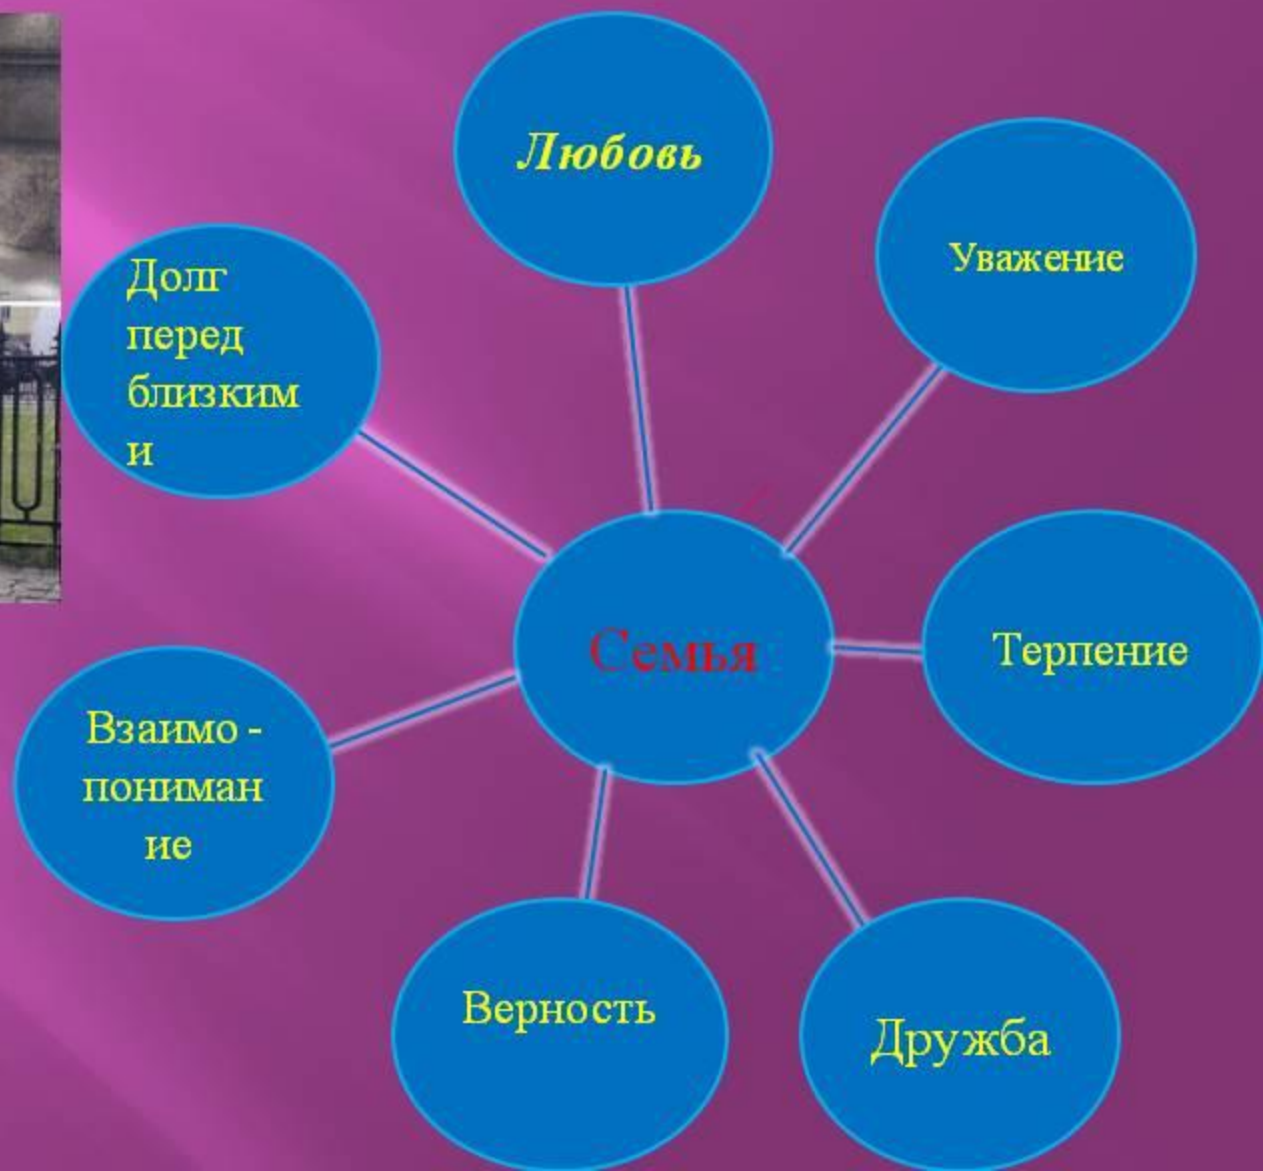 Любовь
Уважение
Долг
перед
близким
и
Семья
Терпение
Взаимо -
пониман
ие
Верность
Дружба